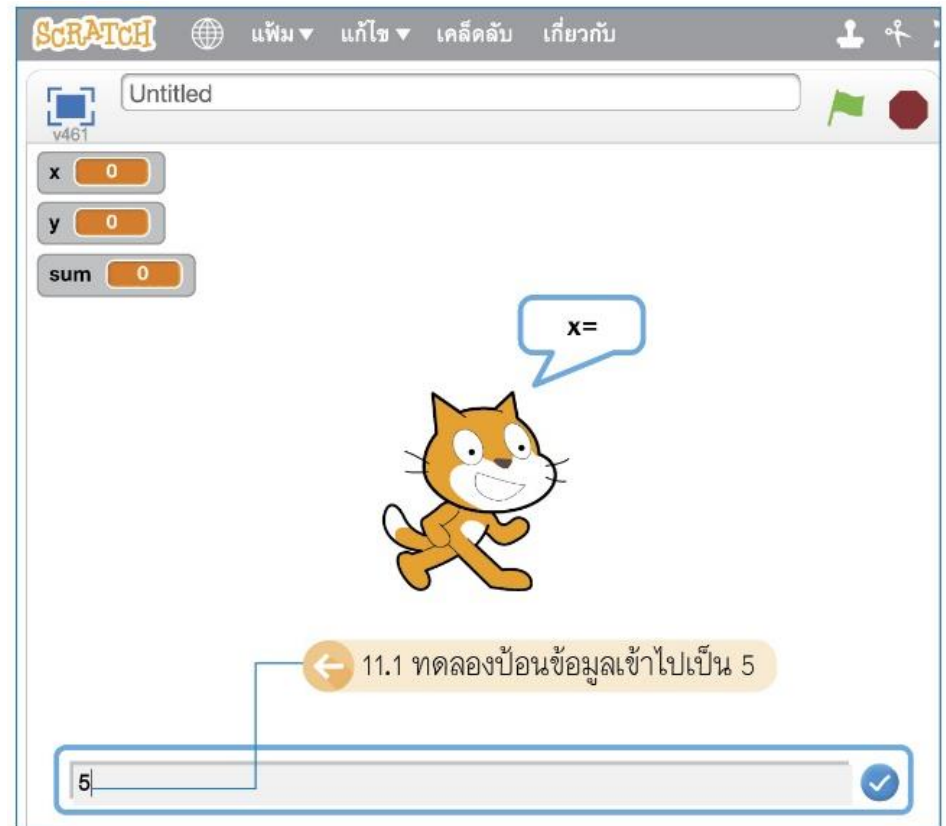 SCRATCH แฟ้ม▼ แก้ไข▼ เคล็ดลับ เกี่ยวกับ
Untitled
v461
x 0
y 0
sum 0
x=
11.1 ทดลองป้อนข้อมูลเข้าไปเป็น 5
5